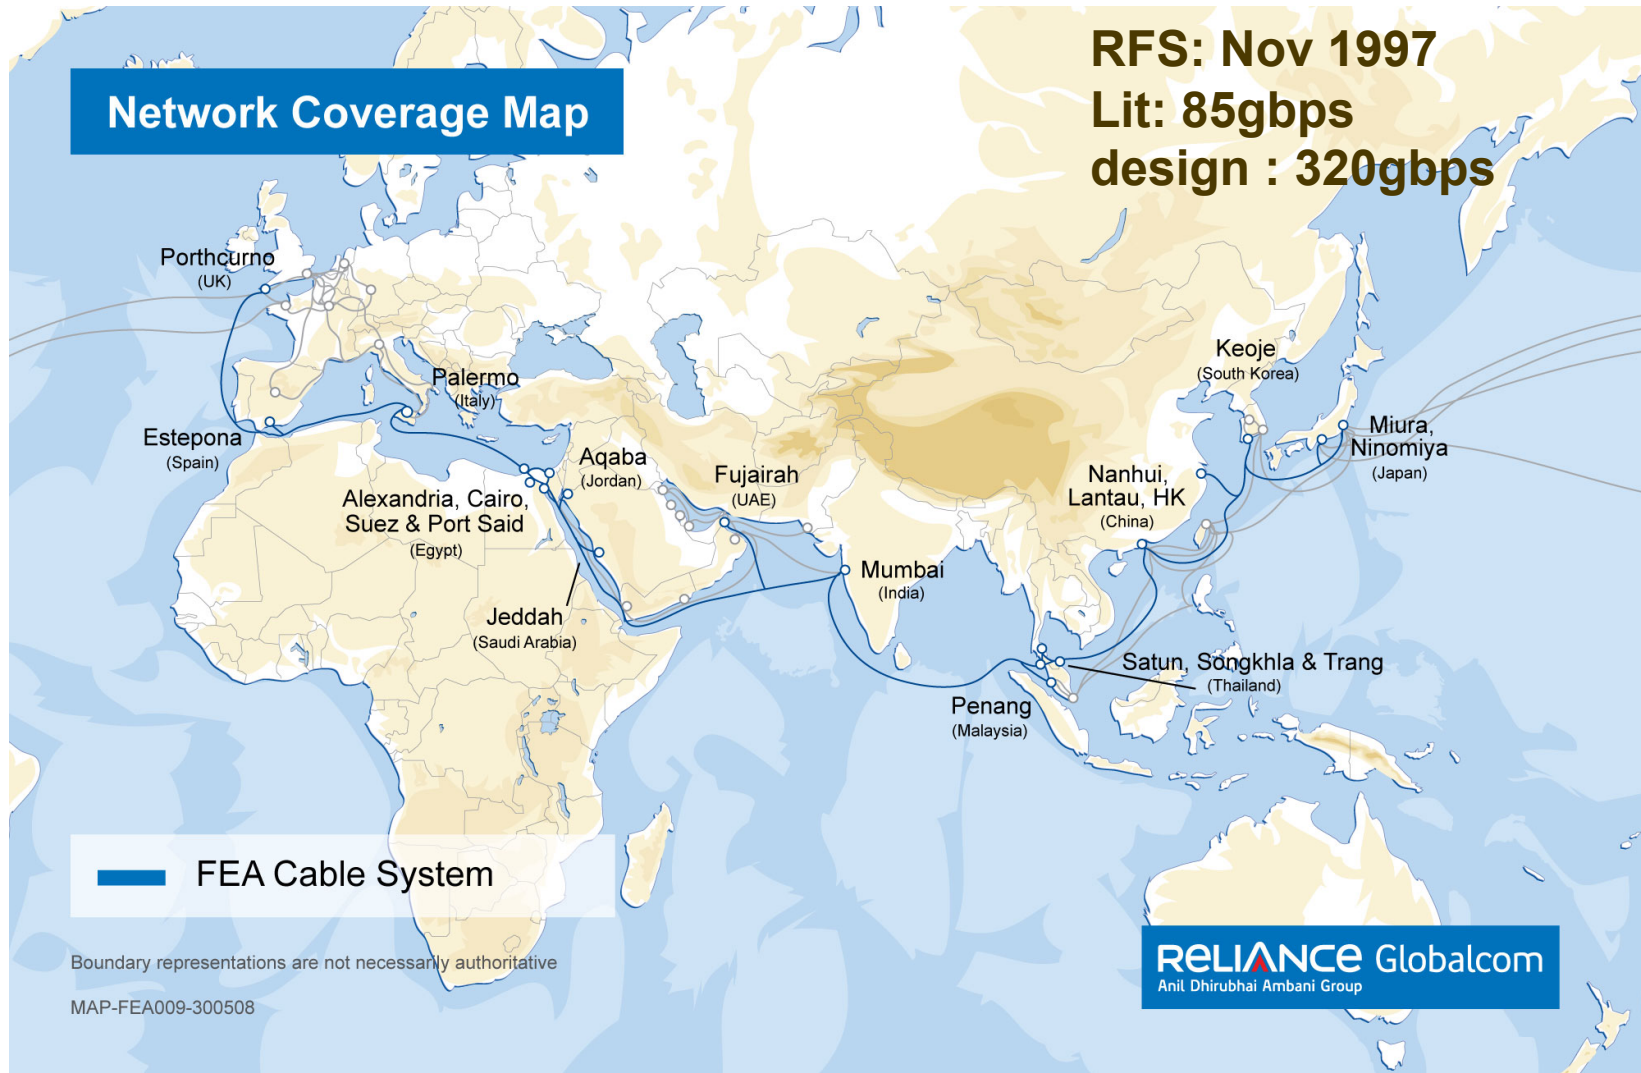 RFS: Nov 1997
Lit: 85gbps
design : 320gbps
Network Coverage Map
Porthcurno
(UK)
Palermo
(Italy)
Estepona
(Spain)
Alexandria, Cairo,
Suez & Port Said
(Egypt)
Aqaba
(Jordan)
Fujairah
(UAE)
Jeddah
(Saudi Arabia)
Mumbai
(India)
Keoje
(South Korea)
Miura,
Ninomiya
(Japan)
Nanhui,
Lantau, HK
(China)
Satun, Songkhla & Trang
(Thailand)
Penang
(Malaysia)
FEA Cable System
Boundary representations are not necessarily authoritative
MAP-FEA009-300508
RELIANCE Globalcom
Anil Dhirubhai Ambani Group